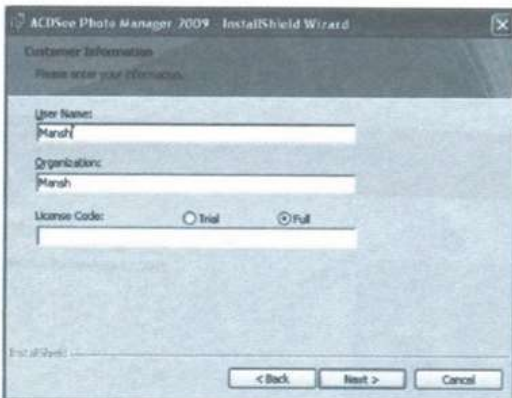 ACDSee Photo Manager 2009 - InstallShield Wizard
Customer Information
Please enter your information.
User Name:
Mansh
Organization:
Mansh
License Code:
Trial
Full
InstallShield
< Back
Next >
Cancel